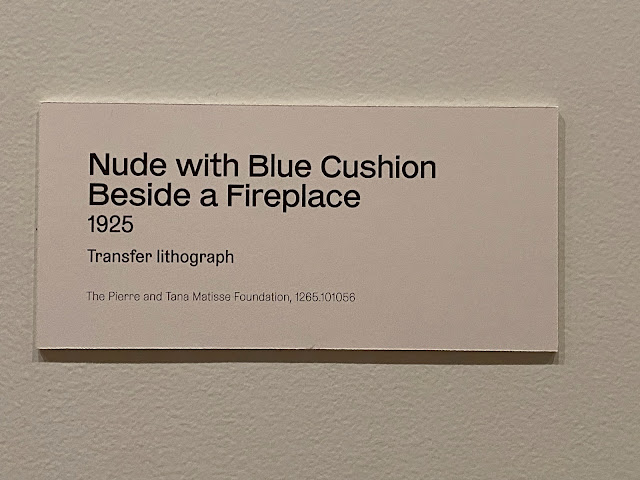 Nude with Blue Cushion
Beside a Fireplace
1925
Transfer lithograph
The Pierre and Tana Matisse Foundation, 1265.101056